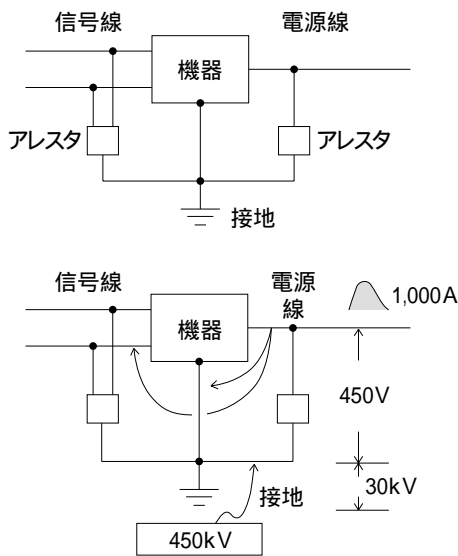 信号線
電源線
機器
アレスタ
アレスタ
接地
信号線
電源
線
1,000A
機器
450V
接地
30kV
450kV